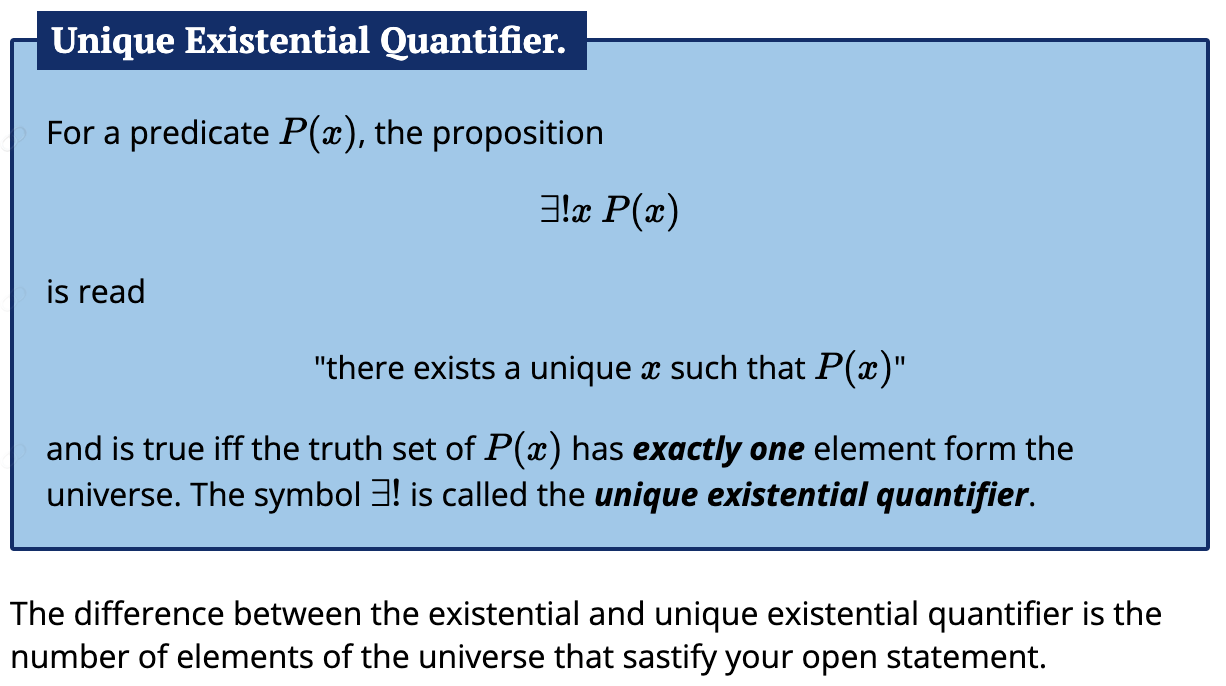 Unique Existential Quantifier.
For a predicate P(x), the proposition
∃!x P(x)
is read
"there exists a unique x such that P(x)"
and is true iff the truth set of P(x) has exactly one element form the
universe. The symbol ∃! is called the unique existential quantifier.
The difference between the existential and unique existential quantifier is the
number of elements of the universe that sastify your open statement.